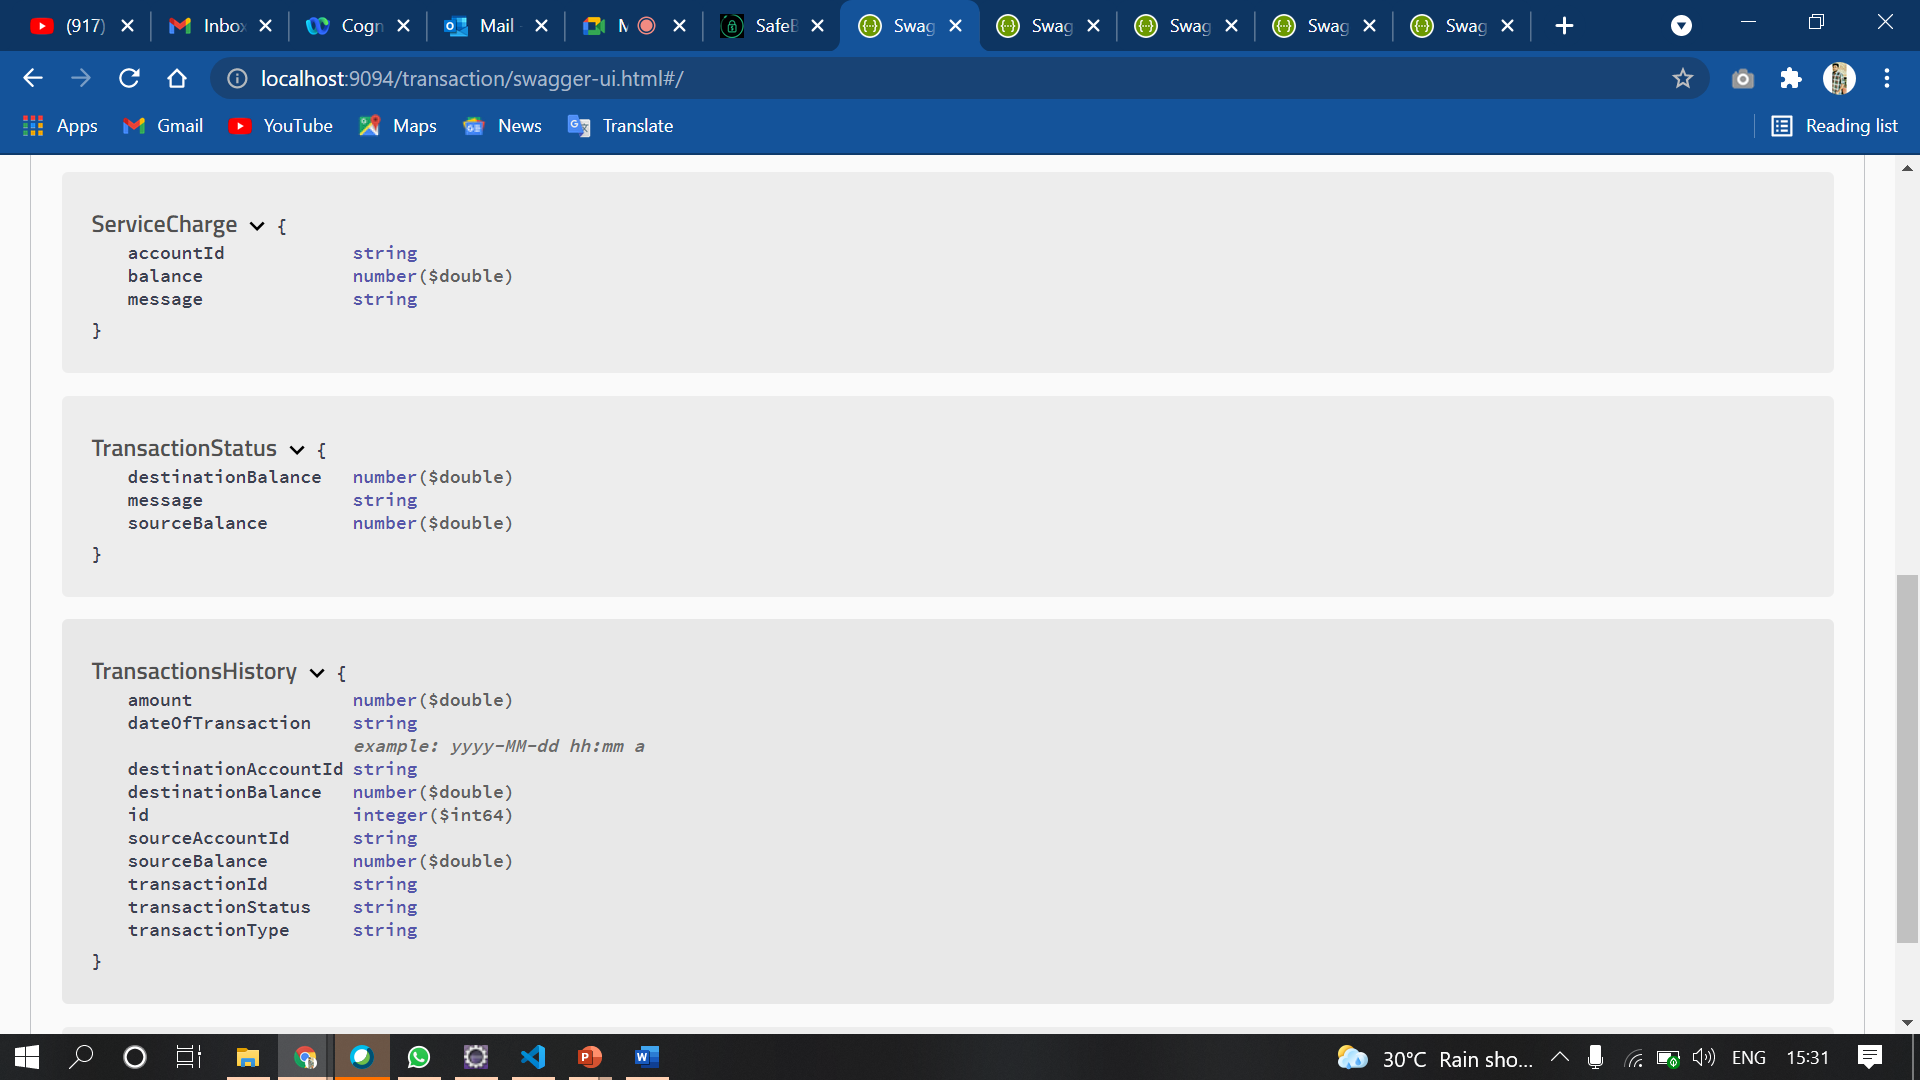 (917)
Inbox
Cogn
Mail
M
SafeB
Swag
Swag
Swag
Swag
Swag
localhost:9094/transaction/swagger-ui.html#/
Apps
Gmail
YouTube
Maps
News
Translate
Reading list
ServiceCharge {
accountId string
balance number($double)
message string
}
TransactionStatus {
destinationBalance number($double)
message string
sourceBalance number($double)
}
TransactionsHistory {
amount number($double)
dateOfTransaction string
example: yyyy-MM-dd hh:mm a
destinationAccountId string
destinationBalance number($double)
id integer($int64)
sourceAccountId string
sourceBalance number($double)
transactionId string
transactionStatus string
transactionType string
}
30°C Rain sho...
ENG
15:31